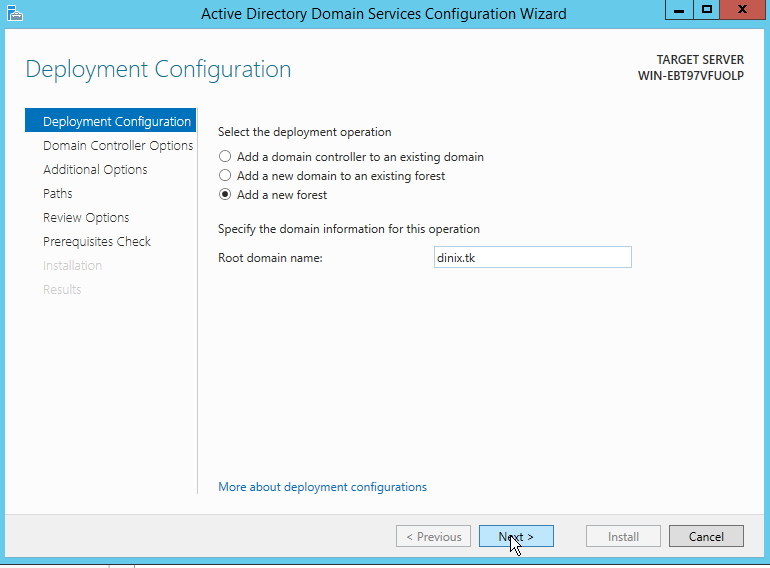 Active Directory Domain Services Configuration Wizard
Deployment Configuration
TARGET SERVER
WIN-EBT97VFUOLP
Deployment Configuration
Domain Controller Options
Additional Options
Paths
Review Options
Prerequisites Check
Installation
Results
Select the deployment operation
Add a domain controller to an existing domain
Add a new domain to an existing forest
Add a new forest
Specify the domain information for this operation
Root domain name: dinix.tk
More about deployment configurations
< Previous Next > Install Cancel